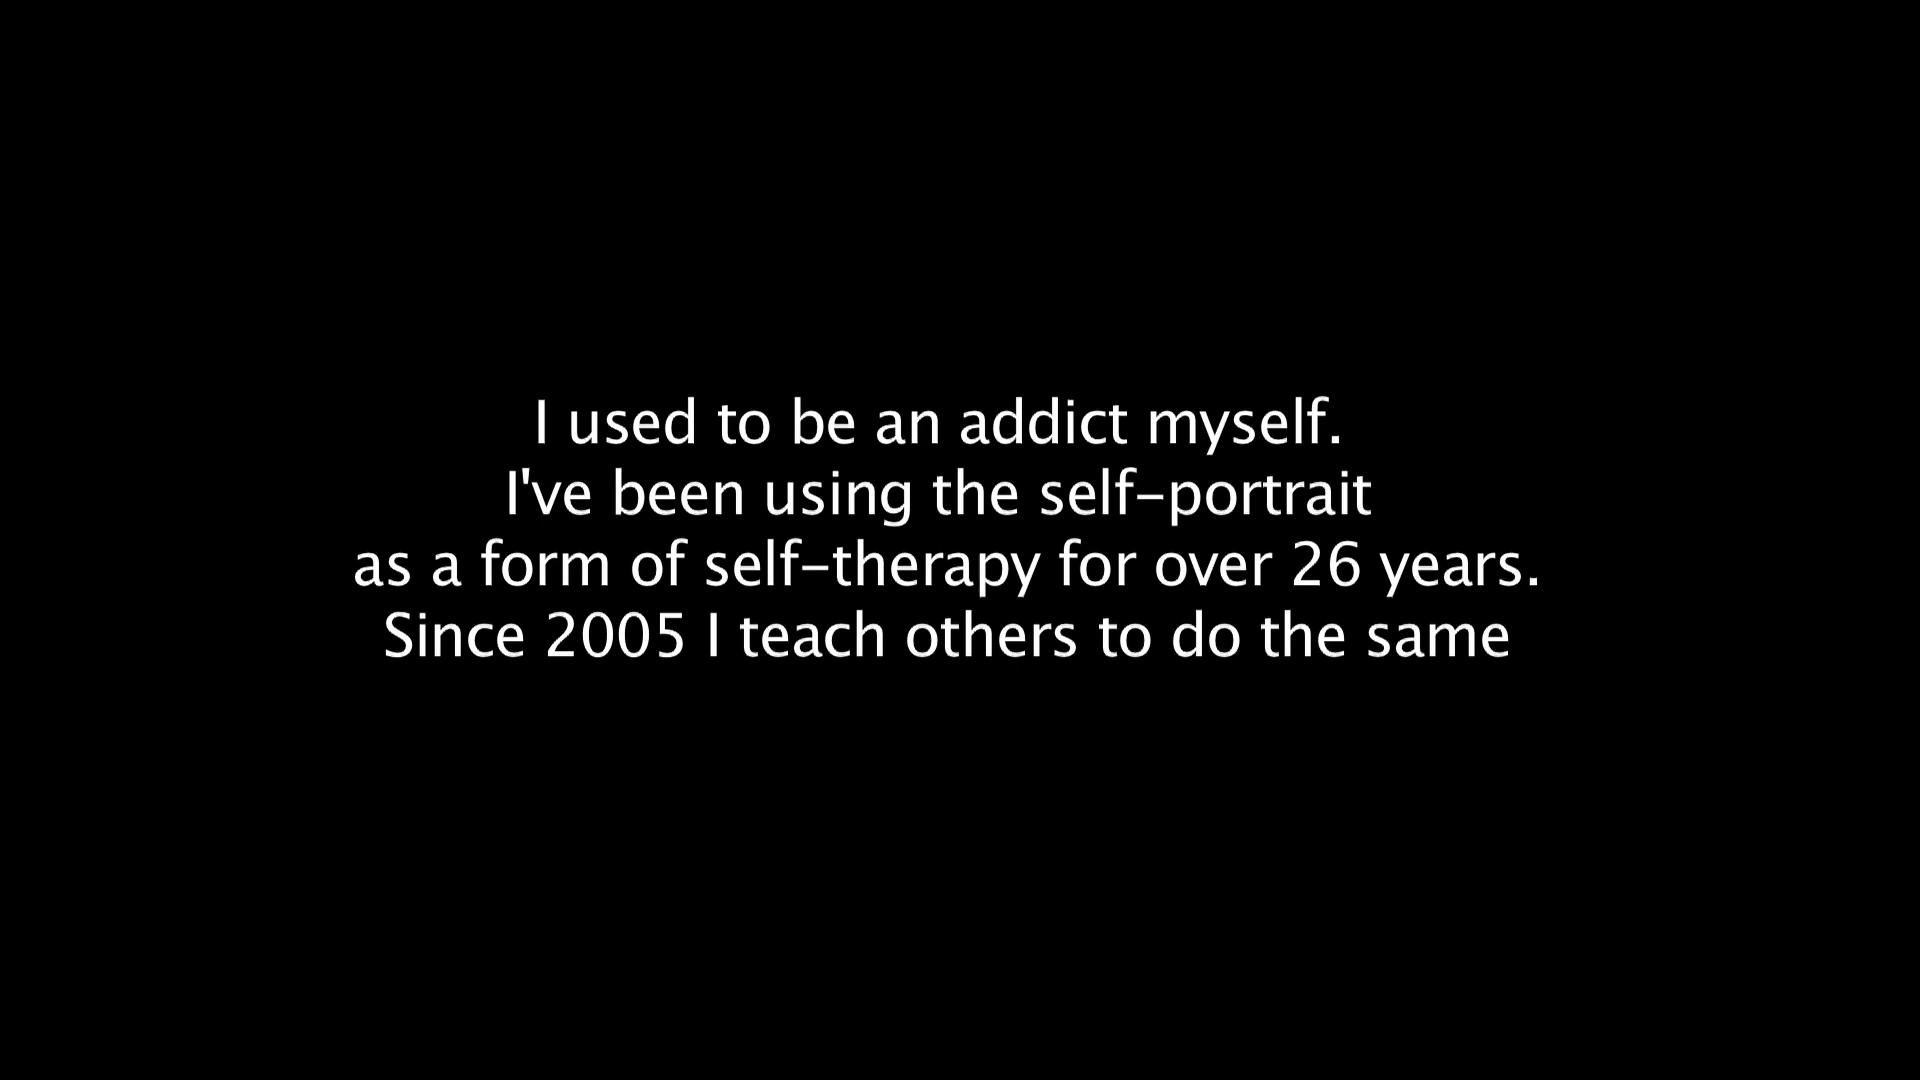 I used to be an addict myself.
I've been using the self-portrait
as a form of self-therapy for over 26 years.
Since 2005 I teach others to do the same